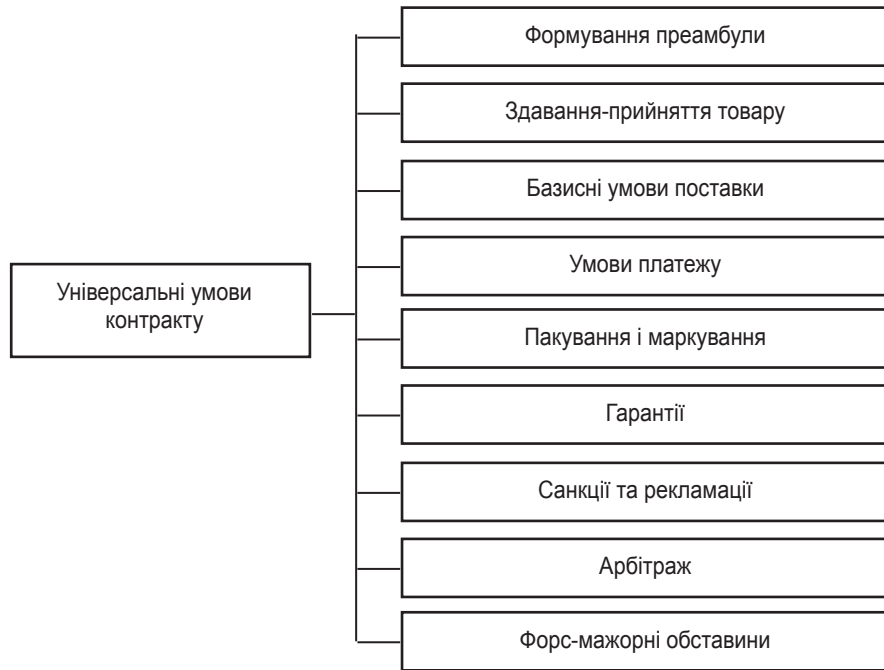 Універсальні умови
контракту
Формування преамбули
Здавання-прийняття товару
Базисні умови поставки
Умови платежу
Пакування і маркування
Гарантії
Санкції та рекламації
Арбітраж
Форс-мажорні обставини